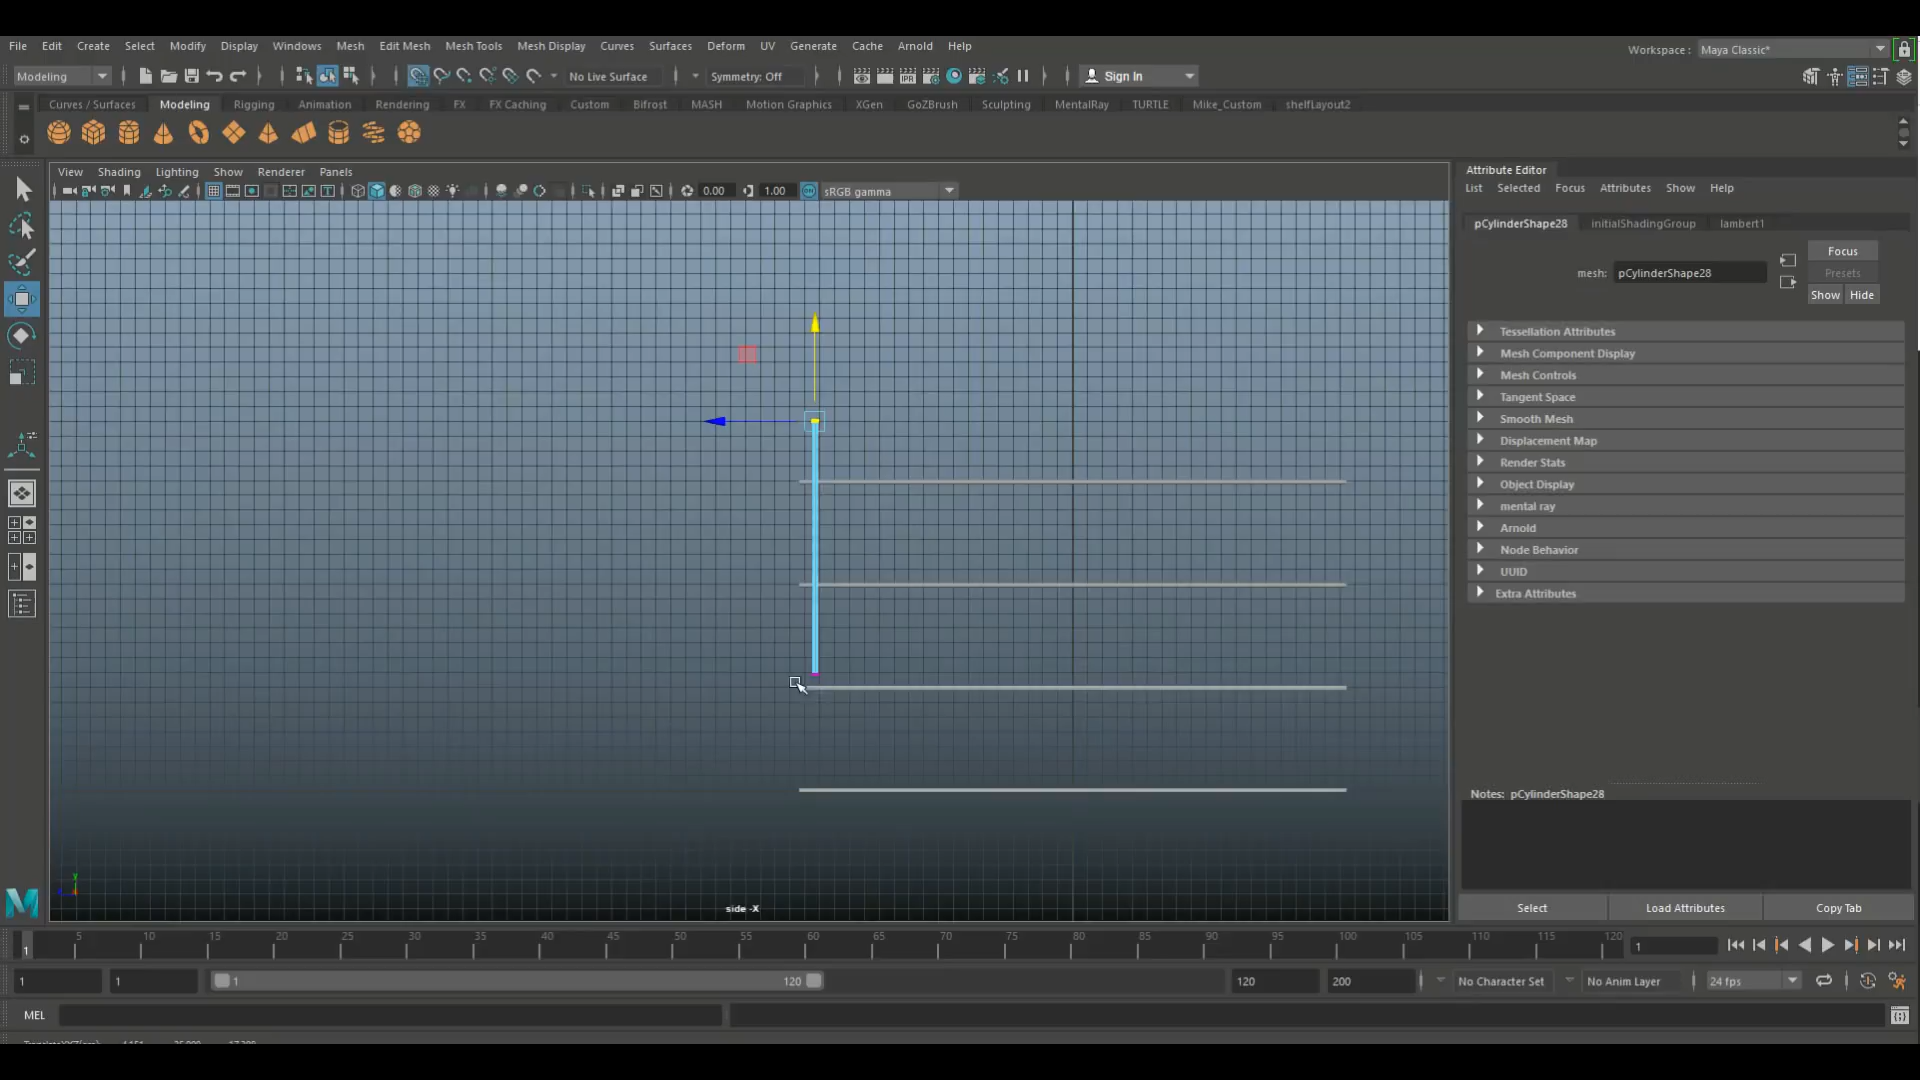 File Edit Create Select Modify Display Windows Mesh Edit Mesh Mesh Tools Mesh Display Curves Surfaces Deform UV Generate Cache Arnold Help
Workspace : Maya Classic*
Modeling No Live Surface Symmetry: Off Sign In
Curves / Surfaces Modeling Rigging Animation Rendering FX FX Caching Custom Bifrost MASH Motion Graphics XGen GoZBrush Sculpting MentalRay TURTLE Mike_Custom shelfLayout2
View Shading Lighting Show Renderer Panels
0.00 1.00 sRGB gamma
side -X
Attribute Editor
List Selected Focus Attributes Show Help
pCylinderShape28 initialShadingGroup lambert1
Focus
mesh: pCylinderShape28
Presets
Show Hide
Tessellation Attributes
Mesh Component Display
Mesh Controls
Tangent Space
Smooth Mesh
Displacement Map
Render Stats
Object Display
mental ray
Arnold
Node Behavior
UUID
Extra Attributes
Notes: pCylinderShape28
Select Load Attributes Copy Tab
5 10 15 20 25 30 35 40 45 50 55 60 65 70 75 80 85 90 95 100 105 110 115 120
1 1
1 1 1 120 120 200 No Character Set No Anim Layer 24 fps
MEL